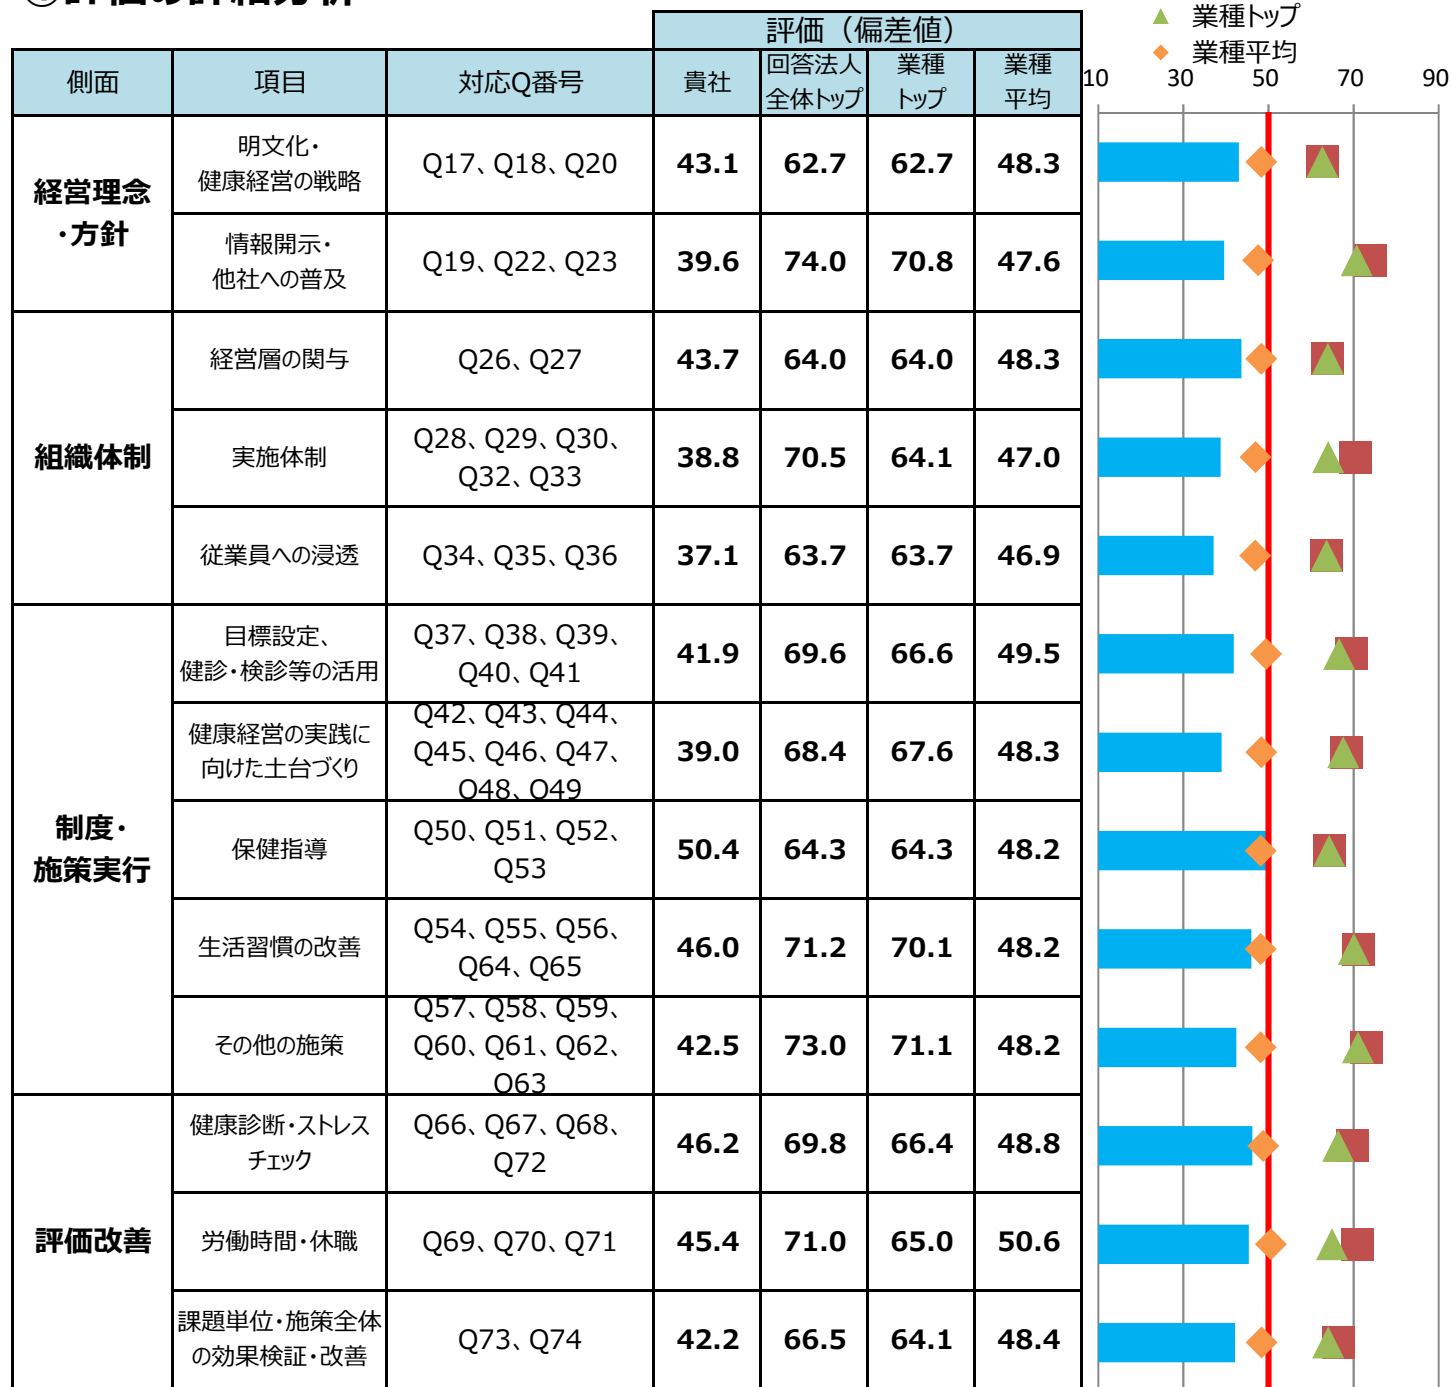 評価（偏差値）
▲ 業種トップ
◆ 業種平均
側面 項目 対応Q番号 貴社 回答法人 業種 業種
全体トップ トップ 平均
10 30 50 70 90
経営理念
・方針
明文化・
健康経営の戦略
Q17、Q18、Q20 43.1 62.7 62.7 48.3
情報開示・
他社への普及
Q19、Q22、Q23 39.6 74.0 70.8 47.6
組織体制
経営層の関与 Q26、Q27 43.7 64.0 64.0 48.3
実施体制
Q28、Q29、Q30、
Q32、Q33
38.8 70.5 64.1 47.0
従業員への浸透 Q34、Q35、Q36 37.1 63.7 63.7 46.9
制度・
施策実行
目標設定、
健診・検診等の活用
Q37、Q38、Q39、
Q40、Q41
41.9 69.6 66.6 49.5
健康経営の実践に
向けた土台づくり
Q42、Q43、Q44、
Q45、Q46、Q47、
Q48、Q49
39.0 68.4 67.6 48.3
保健指導
Q50、Q51、Q52、
Q53
50.4 64.3 64.3 48.2
生活習慣の改善
Q54、Q55、Q56、
Q64、Q65
46.0 71.2 70.1 48.2
その他の施策
Q57、Q58、Q59、
Q60、Q61、Q62、
Q63
42.5 73.0 71.1 48.2
評価改善
健康診断・ストレス
チェック
Q66、Q67、Q68、
Q72
46.2 69.8 66.4 48.8
労働時間・休職 Q69、Q70、Q71 45.4 71.0 65.0 50.6
課題単位・施策全体
の効果検証・改善
Q73、Q74 42.2 66.5 64.1 48.4